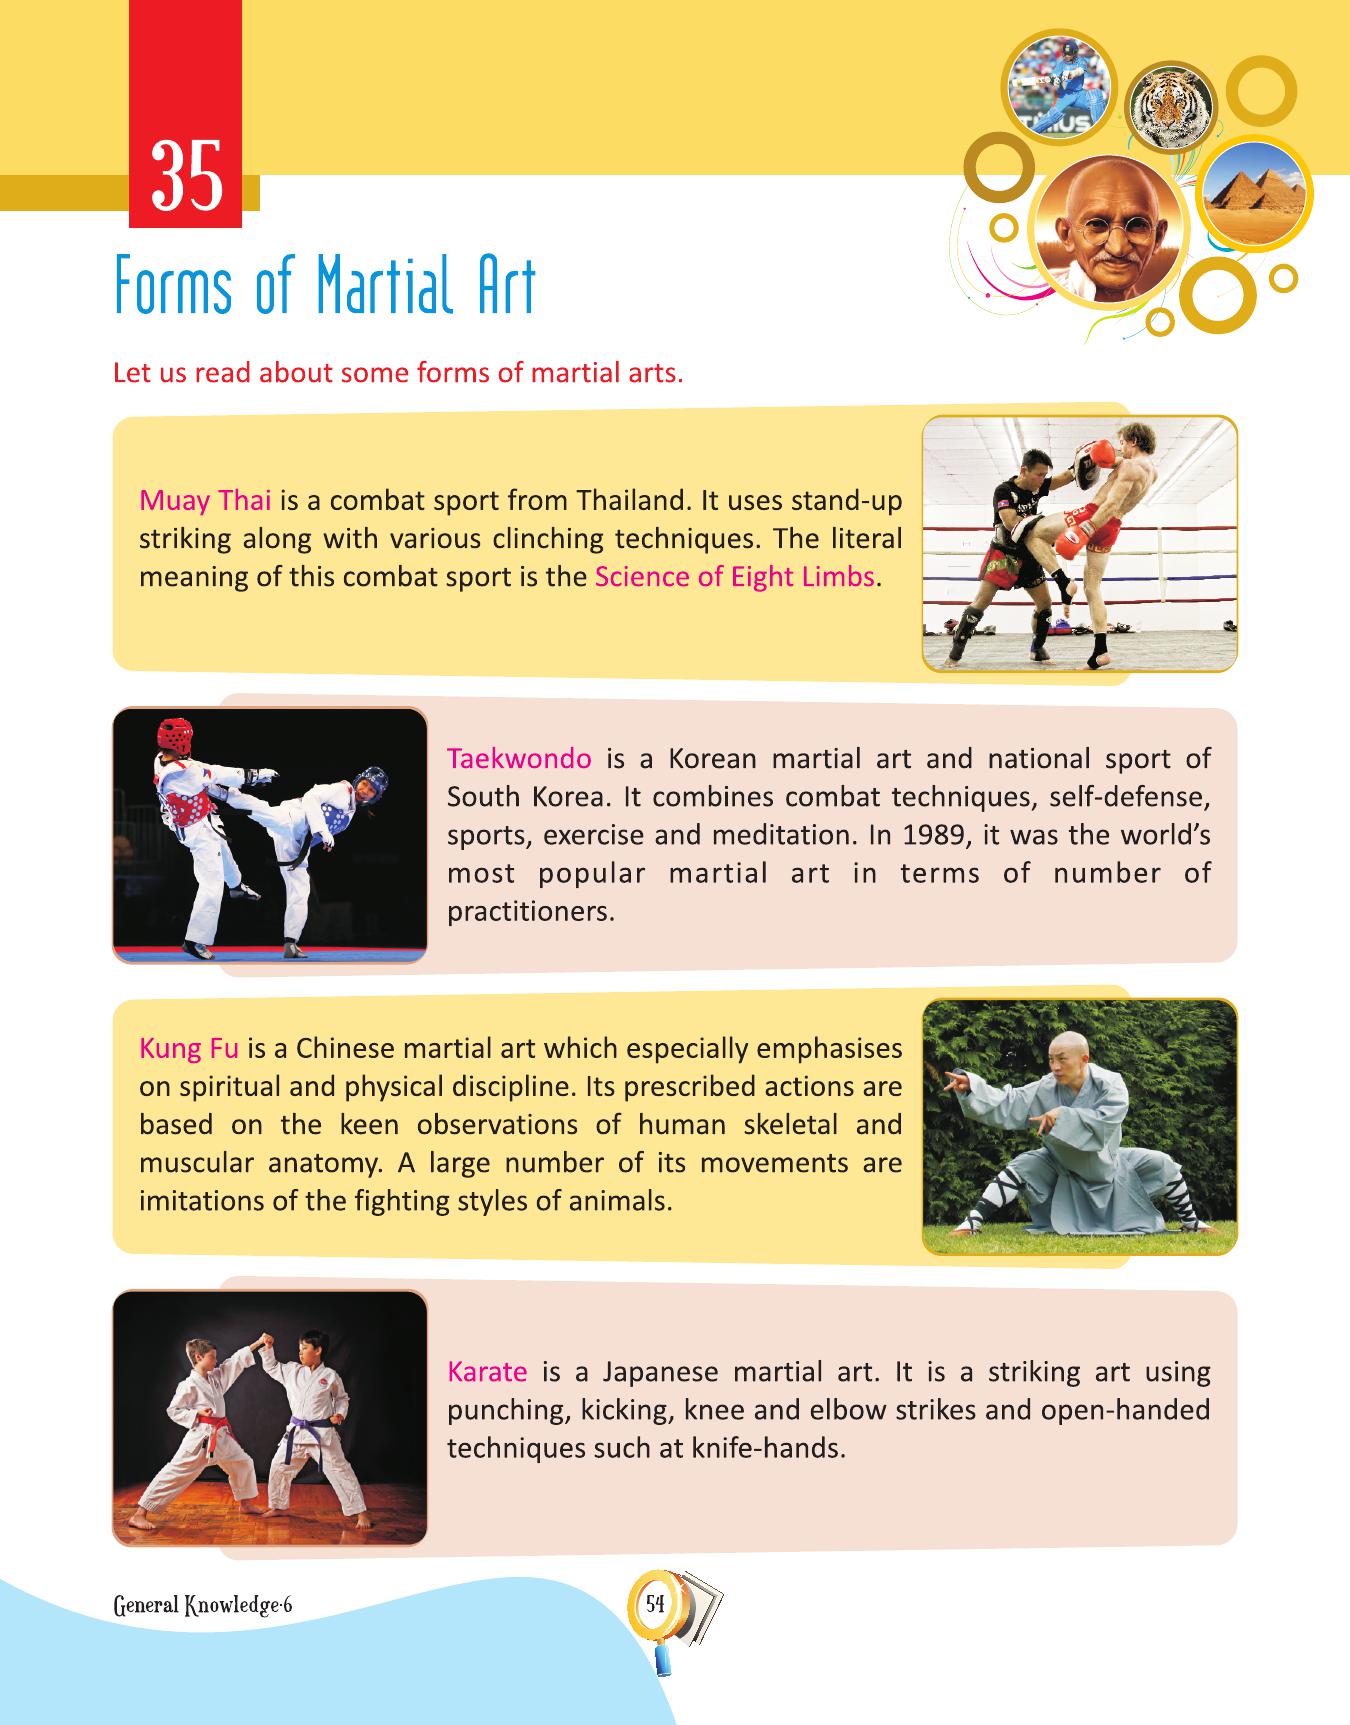 35
Forms of Martial Art
Let us read about some forms of martial arts.
Muay Thai is a combat sport from Thailand. It uses stand-up
striking along with various clinching techniques. The literal
meaning of this combat sport is the Science of Eight Limbs.
Taekwondo is a Korean martial art and national sport of
South Korea. It combines combat techniques, self-defense,
sports, exercise and meditation. In 1989, it was the world's
most popular martial art in terms of number of
practitioners.
Kung Fu is a Chinese martial art which especially emphasises
on spiritual and physical discipline. Its prescribed actions are
based on the keen observations of human skeletal and
muscular anatomy. A large number of its movements are
imitations of the fighting styles of animals.
Karate is a Japanese martial art. It is a striking art using
punching, kicking, knee and elbow strikes and open-handed
techniques such at knife-hands.
General Knowledge-6
54